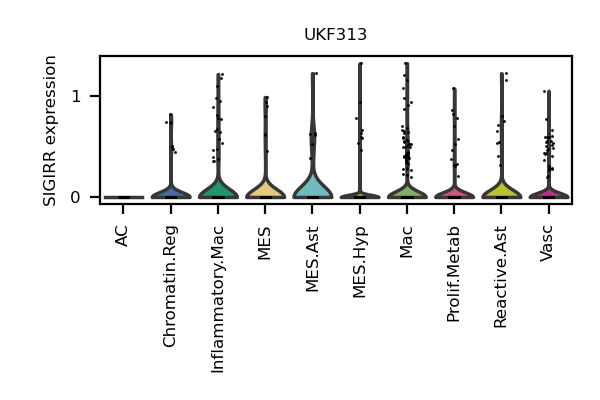 UKF313
SIGIRR expression
1
0
AC
Chromatin.Reg
Inflammatory.Mac
MES
MES.Ast
MES.Hyp
Mac
Prolif.Metab
Reactive.Ast
Vasc